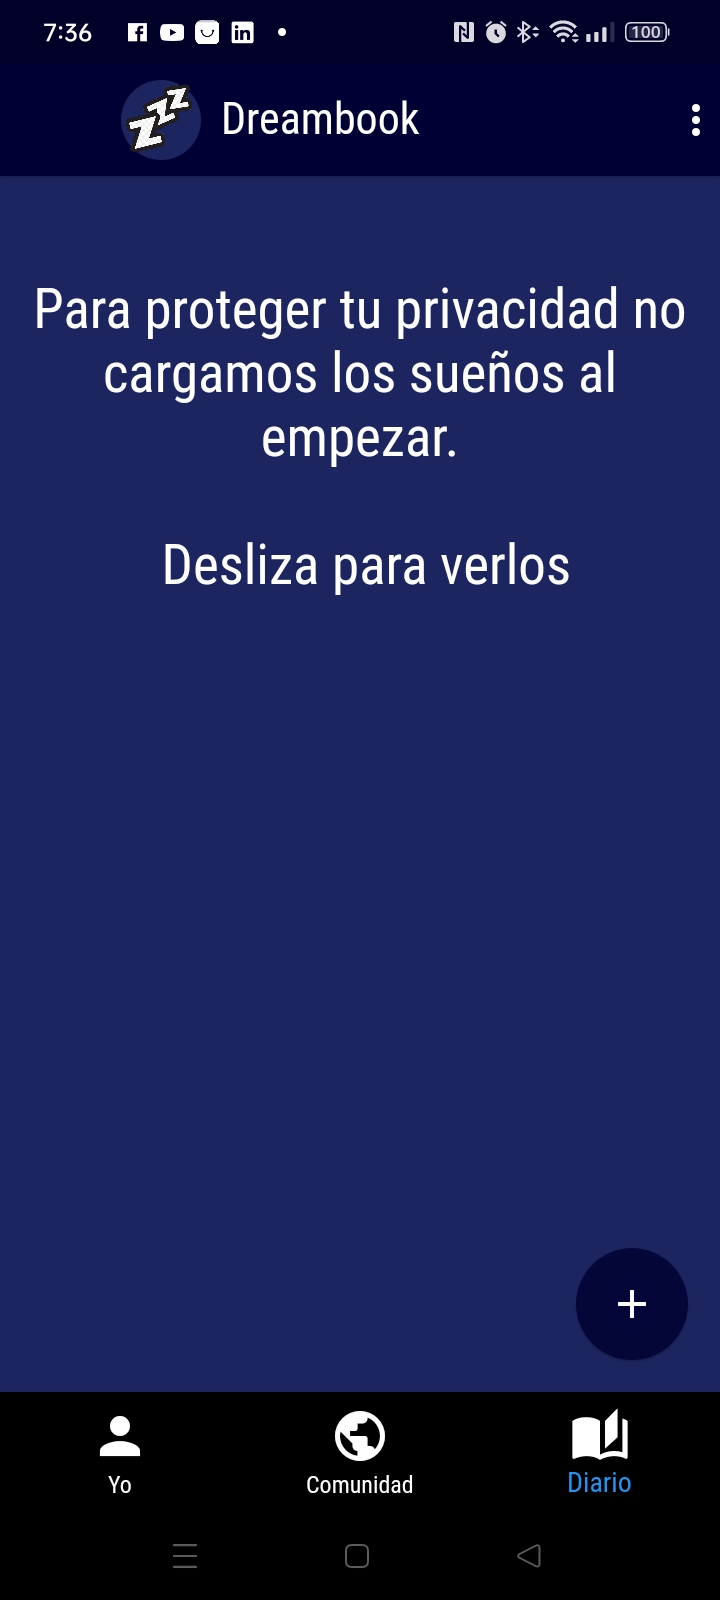 7:36
100
ZZZ
Dreambook
Para proteger tu privacidad no
cargamos los sueños al
empezar.
Desliza para verlos
Yo
Comunidad
Diario